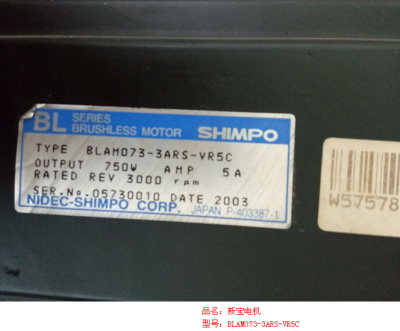 BL SERIES BRUSHLESS MOTOR SHIMPO
TYPE BLAM073-3ARS-VR5C
OUTPUT 750W AMP 5A
RATED REV 3000 rpm
SER.No.05730010 DATE 2003
NIDEC-SHIMPO CORP. JAPAN P-403387-1
W57578
品名：新宝电机
型号：BLAM073-3ARS-VR5C